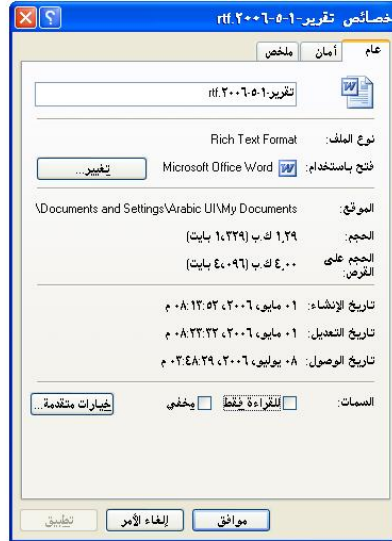 خصائص تقرير-١-٥-٢٠٠٦.rtf
عام
أمان
ملخص
تقرير-١-٥-٢٠٠٦.rtf
نوع الملف: Rich Text Format
فتح باستخدام: Microsoft Office Word
تغيير...
الموقع: \Documents and Settings\Arabic UI\My Documents
الحجم: ١,٢٩ ك.ب (١،٣٢٩ بايت)
الحجم على القرص: ٤,٠٠ ك.ب (٤،٠٩٦ بايت)
تاريخ الإنشاء: ٠١ مايو، ٢٠٠٦، ٠٨:١٣:٥٢ م
تاريخ التعديل: ٠١ مايو، ٢٠٠٦، ٠٨:٢٣:٣٢ م
تاريخ الوصول: ٠٨ يوليو، ٢٠٠٦، ٠٣:٤٨:٢٩ م
السمات: للقراءة فقط مخفي
خيارات متقدمة...
موافق
إلغاء الأمر
تطبيق